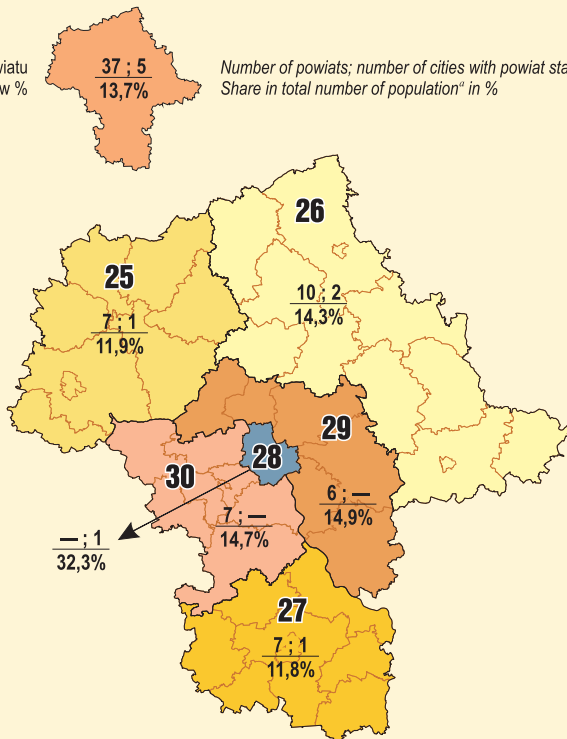 owiatu
w %
37 ; 5
13,7%
Number of powiats; number of cities with powiat sta
Share in total number of populationᵃ in %
26
10 ; 2
14,3%
25
7 ; 1
11,9%
29
6 ; —
14,9%
28
— ; 1
32,3%
30
7 ; —
14,7%
27
7 ; 1
11,8%